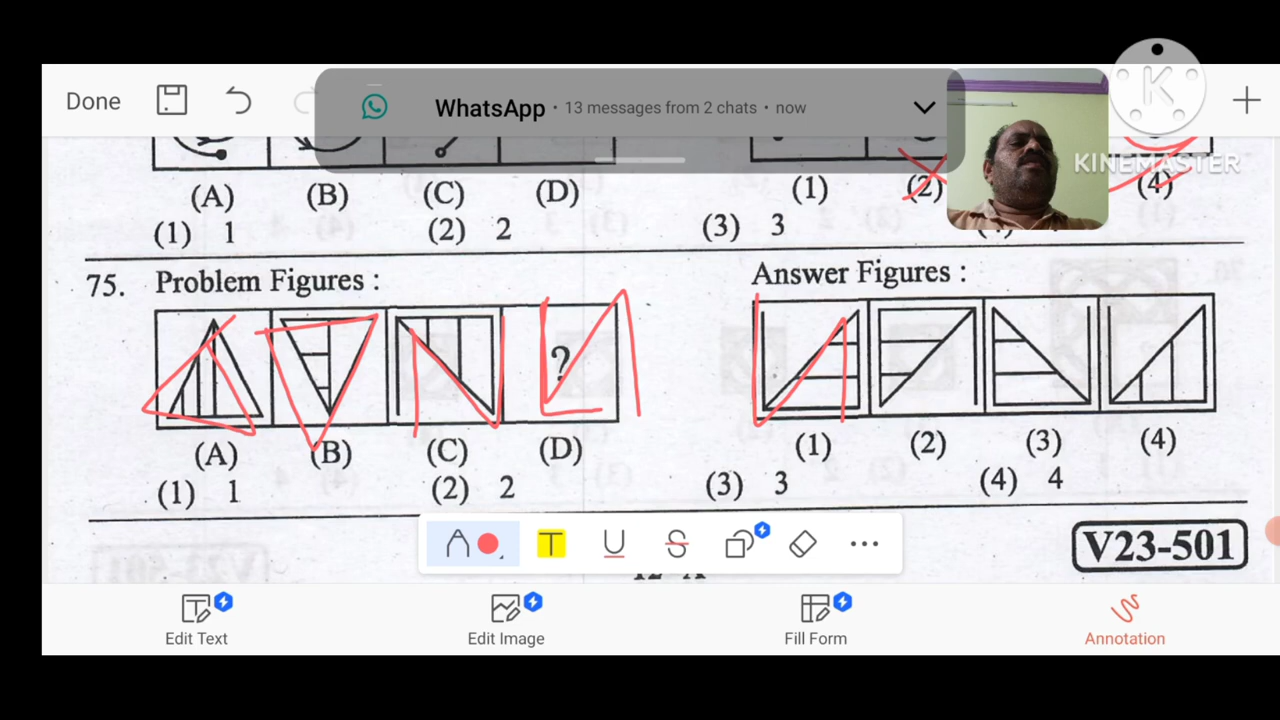 Done
WhatsApp · 13 messages from 2 chats · now
K
KINEMASTER
(A) (B) (C) (D) (1) (2) (4)
(1) 1 (2) 2 (3) 3
75. Problem Figures : Answer Figures :
?
(A) (B) (C) (D) (1) (2) (3) (4)
(1) 1 (2) 2 (3) 3 (4) 4
T U S
V23-501
Edit Text Edit Image Fill Form Annotation